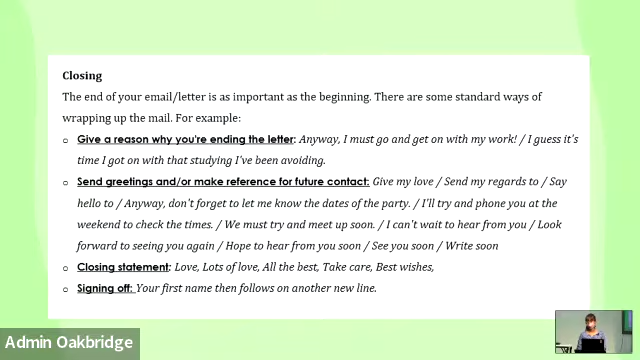 Closing
The end of your email/letter is as important as the beginning. There are some standard ways of
wrapping up the mail. For example:
o Give a reason why you're ending the letter: Anyway, I must go and get on with my work! / I guess it's
time I got on with that studying I've been avoiding.
o Send greetings and/or make reference for future contact: Give my love / Send my regards to / Say
hello to / Anyway, don't forget to let me know the dates of the party. / I'll try and phone you at the
weekend to check the times. / We must try and meet up soon. / I can't wait to hear from you / Look
forward to seeing you again / Hope to hear from you soon / See you soon / Write soon
o Closing statement: Love, Lots of love, All the best, Take care, Best wishes,
o Signing off: Your first name then follows on another new line.
Admin Oakbridge